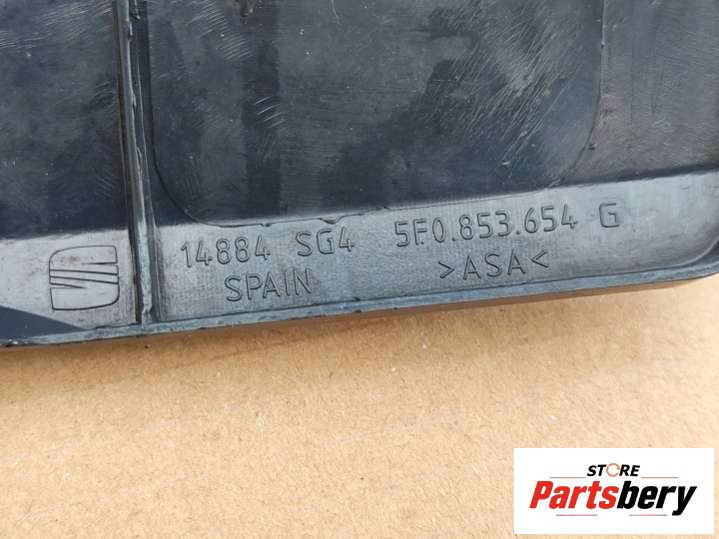 14884 SG4 5F0.853.654 G
SPAIN >ASA<
STORE
Partsbery